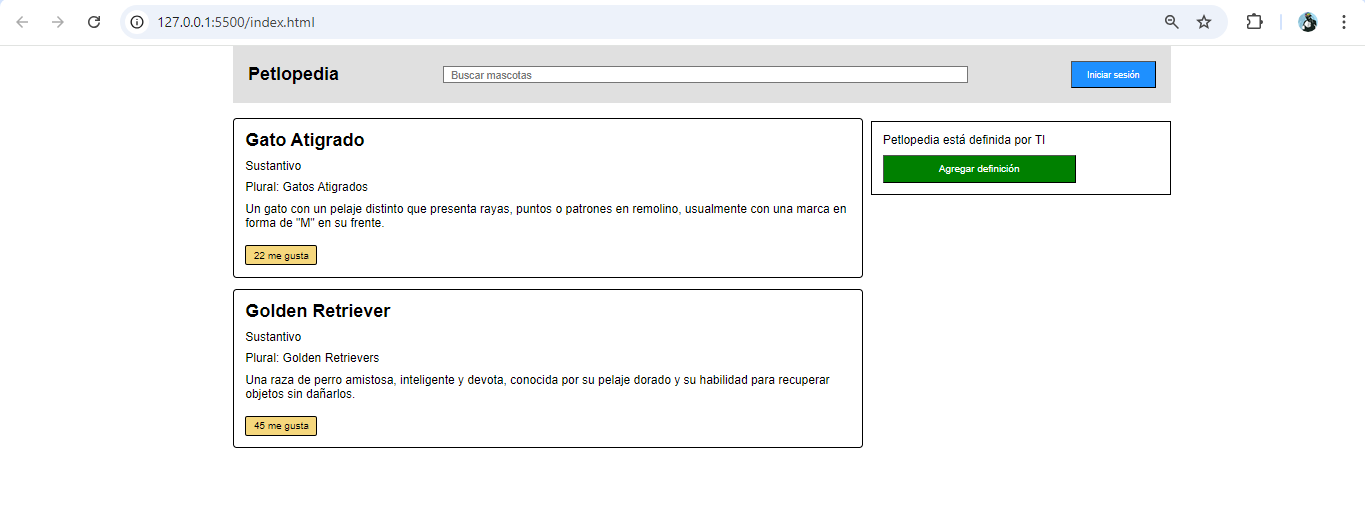 127.0.0.1:5500/index.html
Petlopedia
Buscar mascotas
Iniciar sesión
Gato Atigrado
Sustantivo
Plural: Gatos Atigrados
Un gato con un pelaje distinto que presenta rayas, puntos o patrones en remolino, usualmente con una marca en
forma de "M" en su frente.
22 me gusta
Golden Retriever
Sustantivo
Plural: Golden Retrievers
Una raza de perro amistosa, inteligente y devota, conocida por su pelaje dorado y su habilidad para recuperar
objetos sin dañarlos.
45 me gusta
Petlopedia está definida por TI
Agregar definición